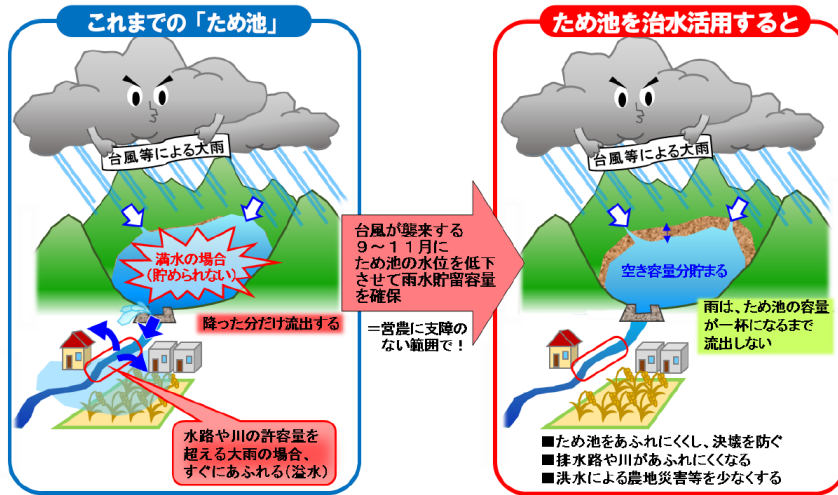 これまでの「ため池」
台風等による大雨
満水の場合
(貯められない)
降った分だけ流出する
水路や川の許容量を
超える大雨の場合、
すぐにあふれる(溢水)
台風が襲来する
9~11月に
ため池の水位を低下
させて雨水貯留容量
を確保
=営農に支障の
ない範囲で!
ため池を治水活用すると
台風等による大雨
空き容量分貯まる
雨は、ため池の容量
が一杯になるまで
流出しない
■ため池をあふれにくくし、決壊を防ぐ
■排水路や川があふれにくくなる
■洪水による農地災害等を少なくする